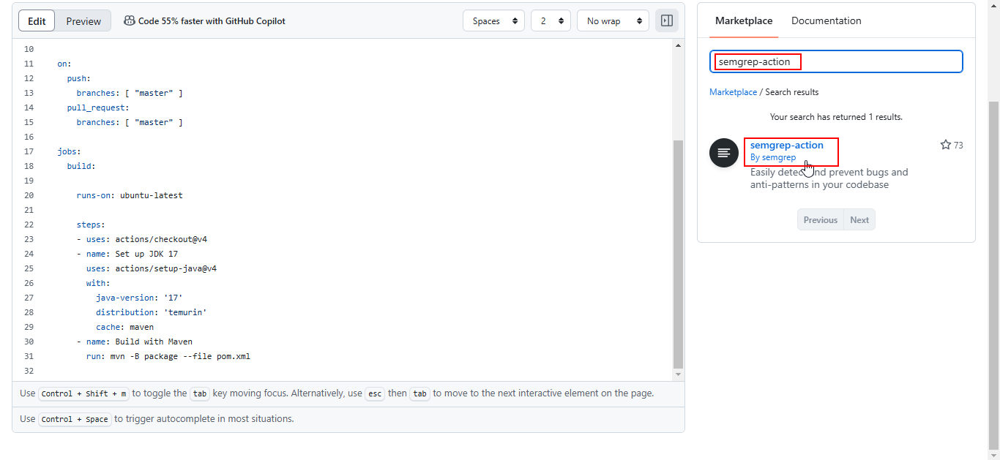 Edit Preview Code 55% faster with GitHub Copilot Spaces 2 No wrap
10
11 on:
12 push:
13 branches: [ "master" ]
14 pull_request:
15 branches: [ "master" ]
16
17 jobs:
18 build:
19
20 runs-on: ubuntu-latest
21
22 steps:
23 - uses: actions/checkout@v4
24 - name: Set up JDK 17
25 uses: actions/setup-java@v4
26 with:
27 java-version: '17'
28 distribution: 'temurin'
29 cache: maven
30 - name: Build with Maven
31 run: mvn -B package --file pom.xml
32
Use Control + Shift + m to toggle the tab key moving focus. Alternatively, use esc then tab to move to the next interactive element on the page.
Use Control + Space to trigger autocomplete in most situations.
Marketplace Documentation
semgrep-action
Marketplace / Search results
Your search has returned 1 results.
semgrep-action 73
By semgrep
Easily detect and prevent bugs and
anti-patterns in your codebase
Previous Next